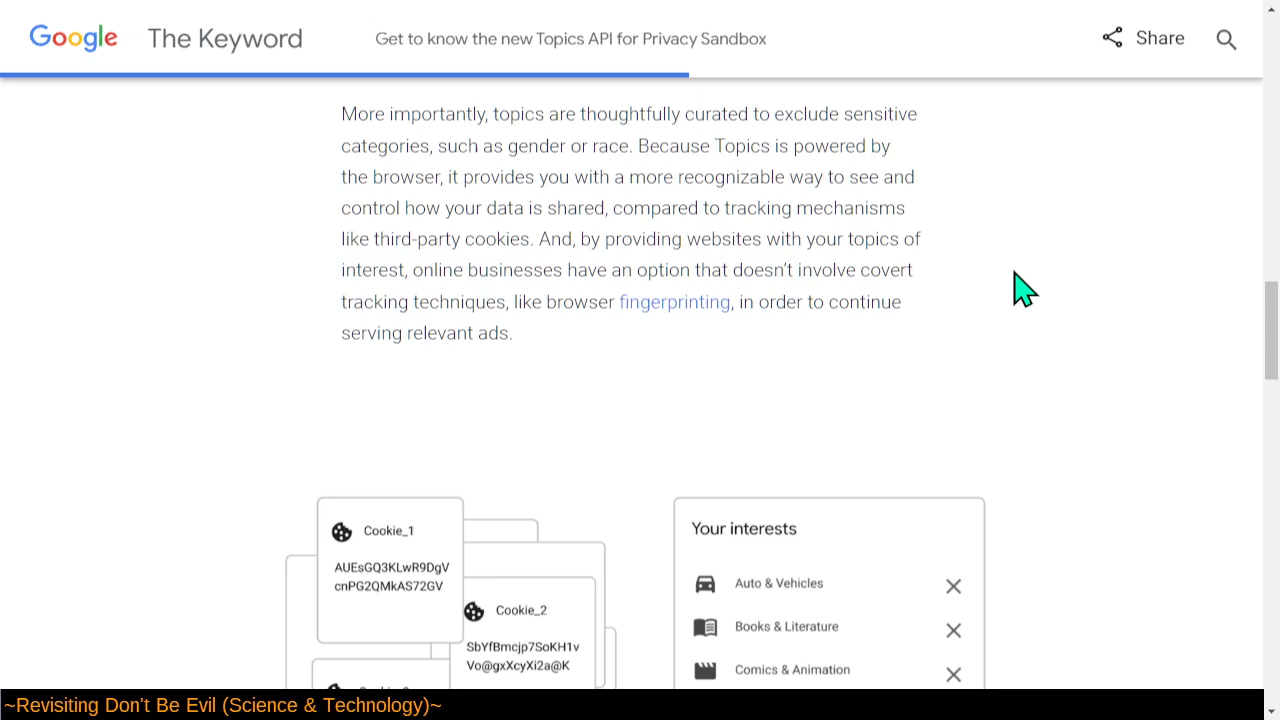 Google The Keyword Get to know the new Topics API for Privacy Sandbox Share
More importantly, topics are thoughtfully curated to exclude sensitive
categories, such as gender or race. Because Topics is powered by
the browser, it provides you with a more recognizable way to see and
control how your data is shared, compared to tracking mechanisms
like third-party cookies. And, by providing websites with your topics of
interest, online businesses have an option that doesn’t involve covert
tracking techniques, like browser fingerprinting, in order to continue
serving relevant ads.
Cookie_1
AUEsGQ3KLwR9DgV
cnPG2QMkAS72GV
Cookie_2
SbYfBmcjp7SoKH1v
Vo@gxXcyXi2a@K
Your interests
Auto & Vehicles
Books & Literature
Comics & Animation
~Revisiting Don't Be Evil (Science & Technology)~